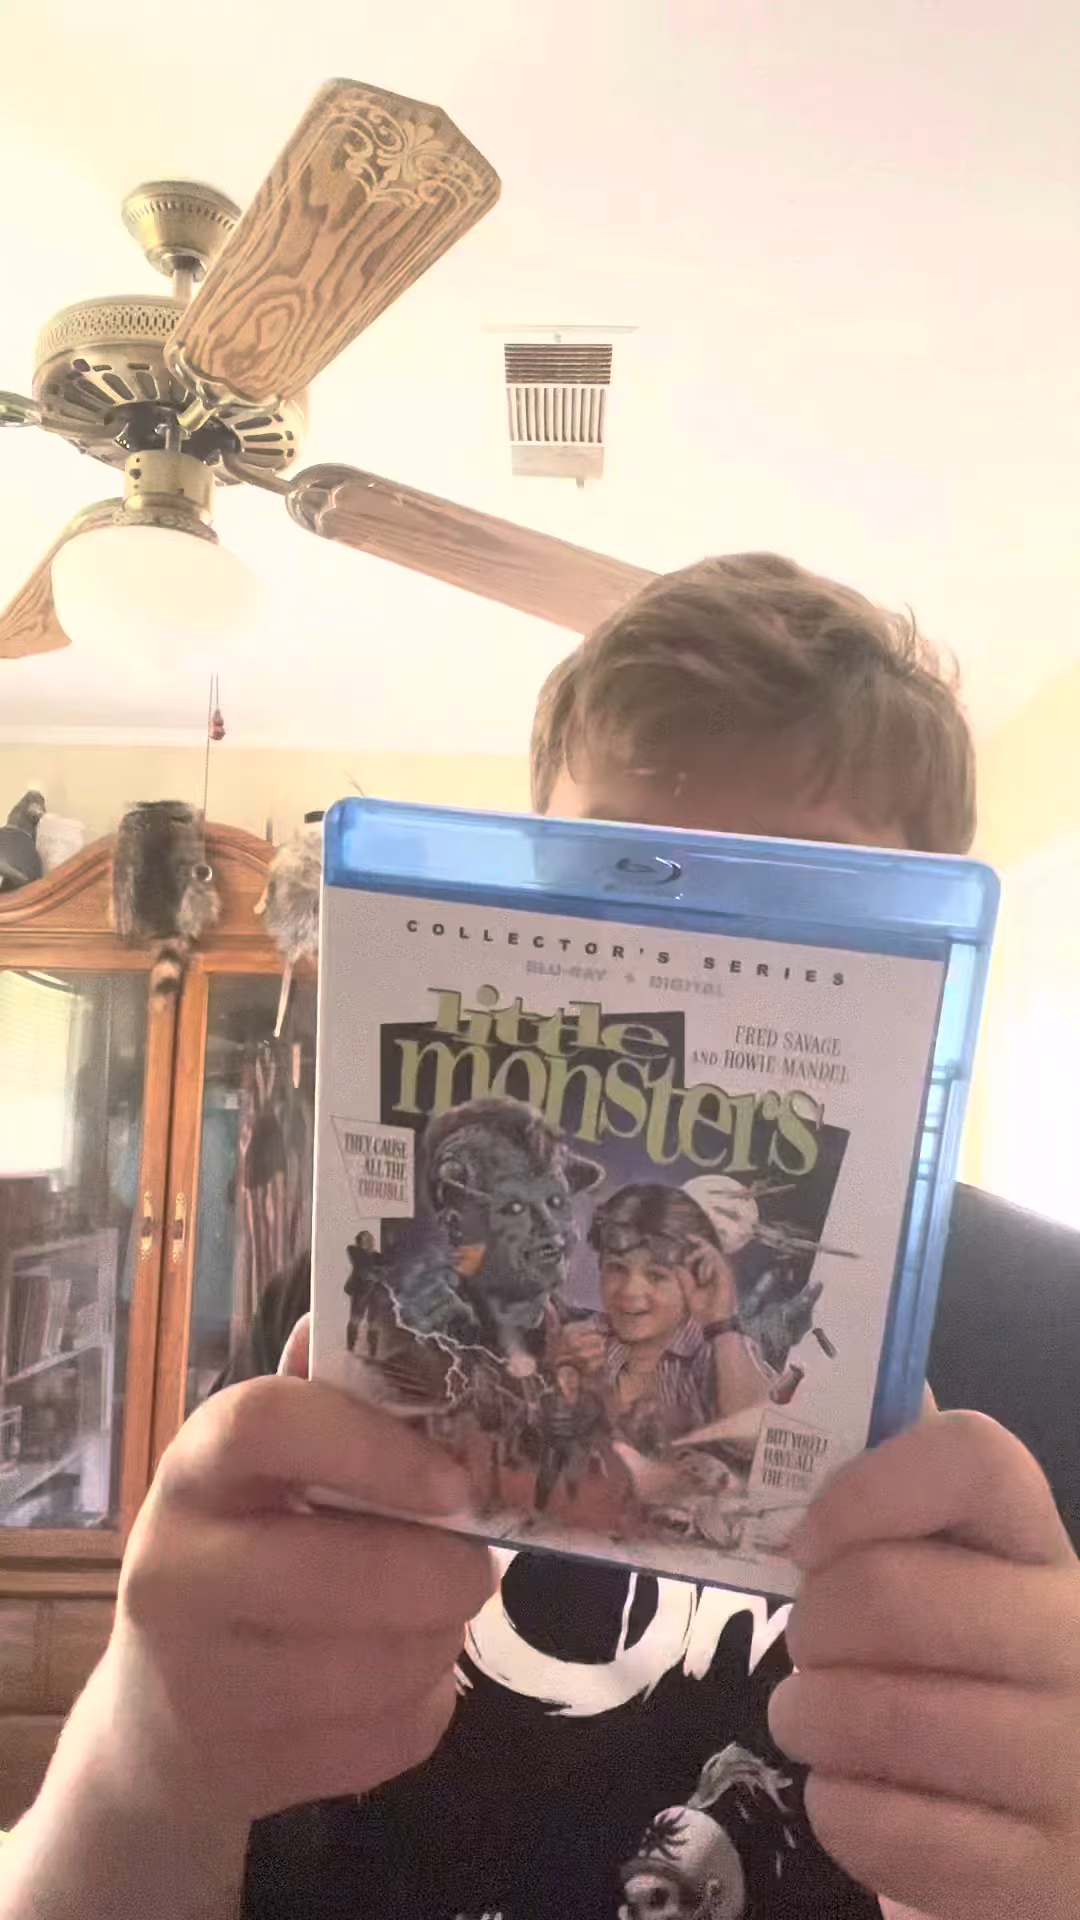 COLLECTOR'S SERIES
BLU-RAY + DIGITAL
little
monsters
FRED SAVAGE
AND HOWIE MANDEL
THEY CAUSE
ALL THE
TROUBLE.
BUT YOU'LL
HAVE ALL
THE FUN.